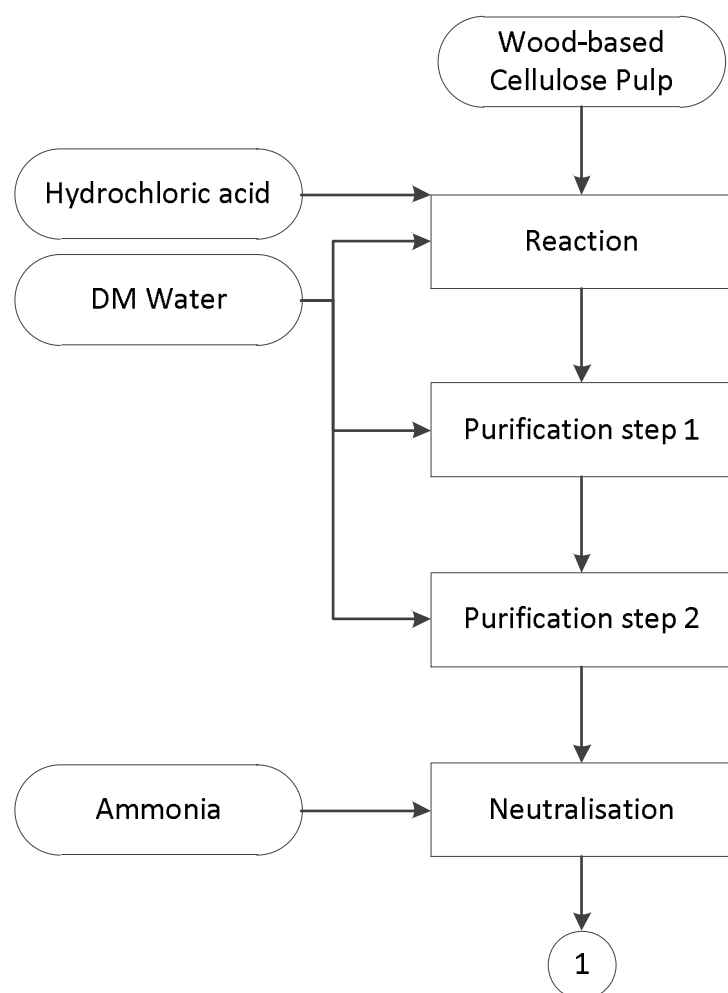 Wood-based
Cellulose Pulp
Hydrochloric acid
Reaction
DM Water
Purification step 1
Purification step 2
Ammonia
Neutralisation
1